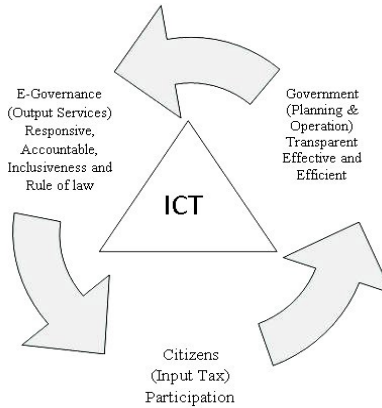 E-Governance
(Output Services)
Responsive,
Accountable,
Inclusiveness and
Rule of law
Government
(Planning &
Operation)
Transparent
Effective and
Efficient
ICT
Citizens
(Input Tax)
Participation